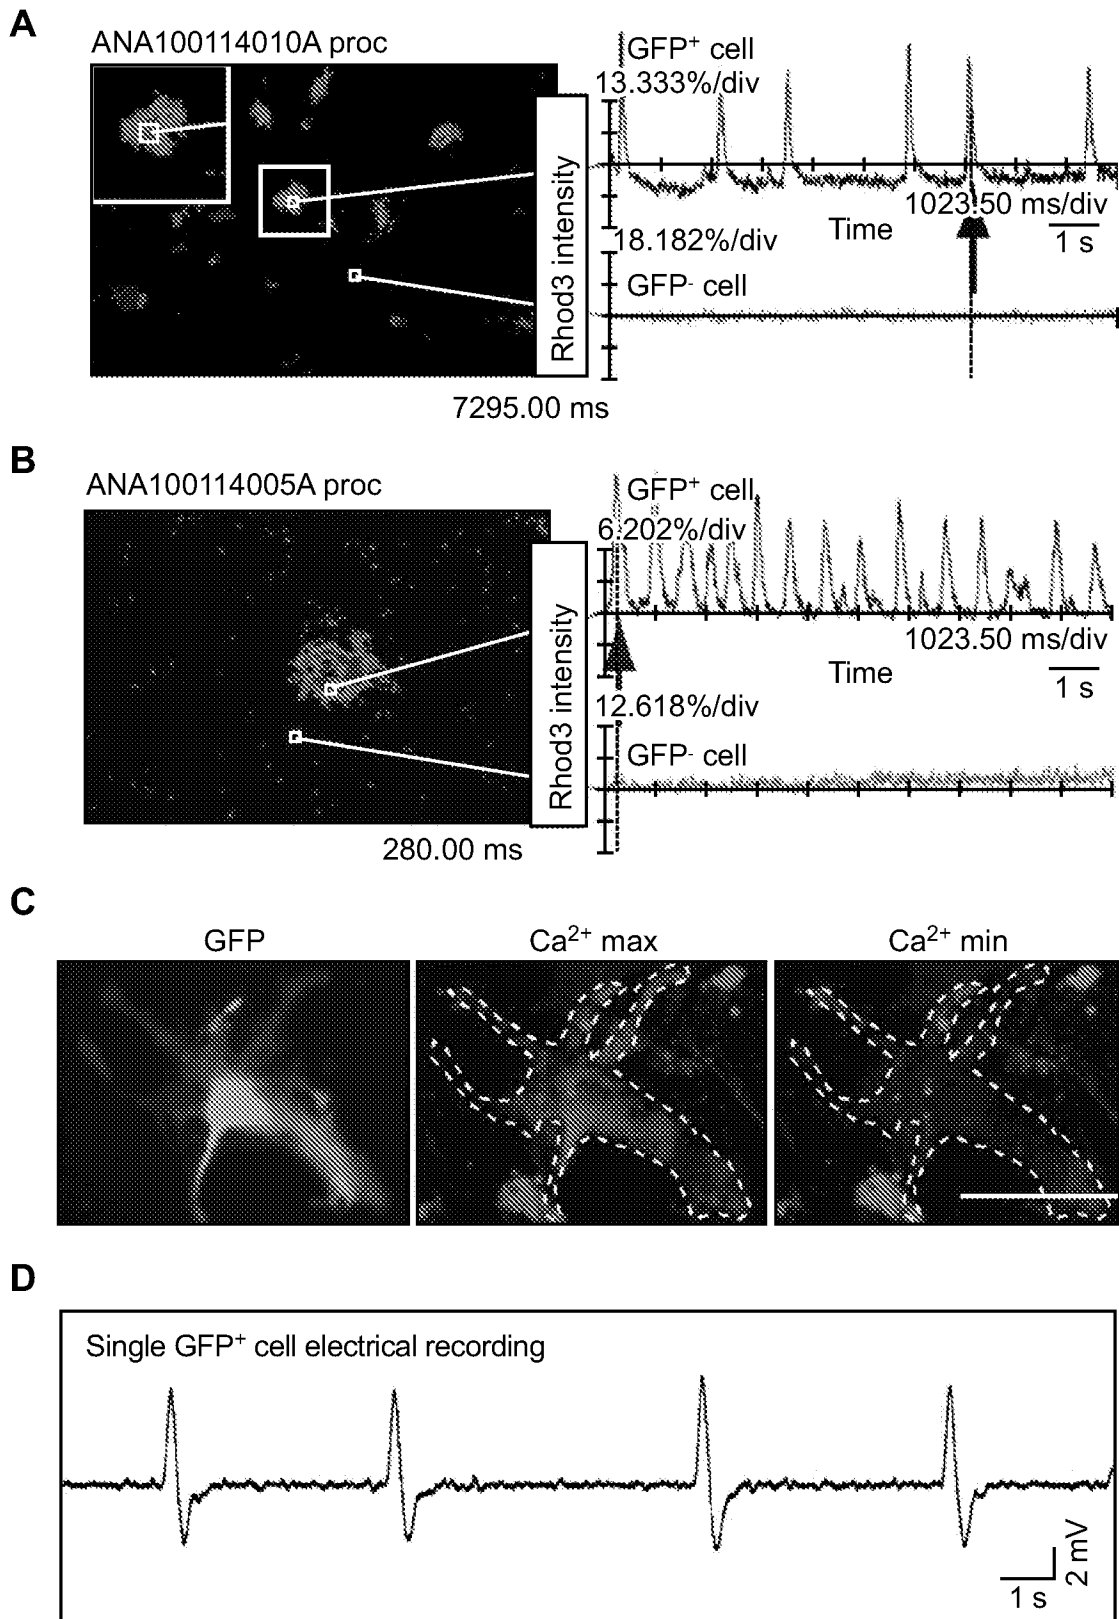 A
ANA100114010A proc
GFP+ cell
13.333%/div
Rhod3 intensity
1023.50 ms/div
Time
1 s
18.182%/div
GFP- cell
7295.00 ms
B
ANA100114005A proc
GFP+ cell
6.202%/div
Rhod3 intensity
1023.50 ms/div
Time
1 s
12.618%/div
GFP- cell
280.00 ms
C
GFP
Ca2+ max
Ca2+ min
D
Single GFP+ cell electrical recording
2 mV
1 s